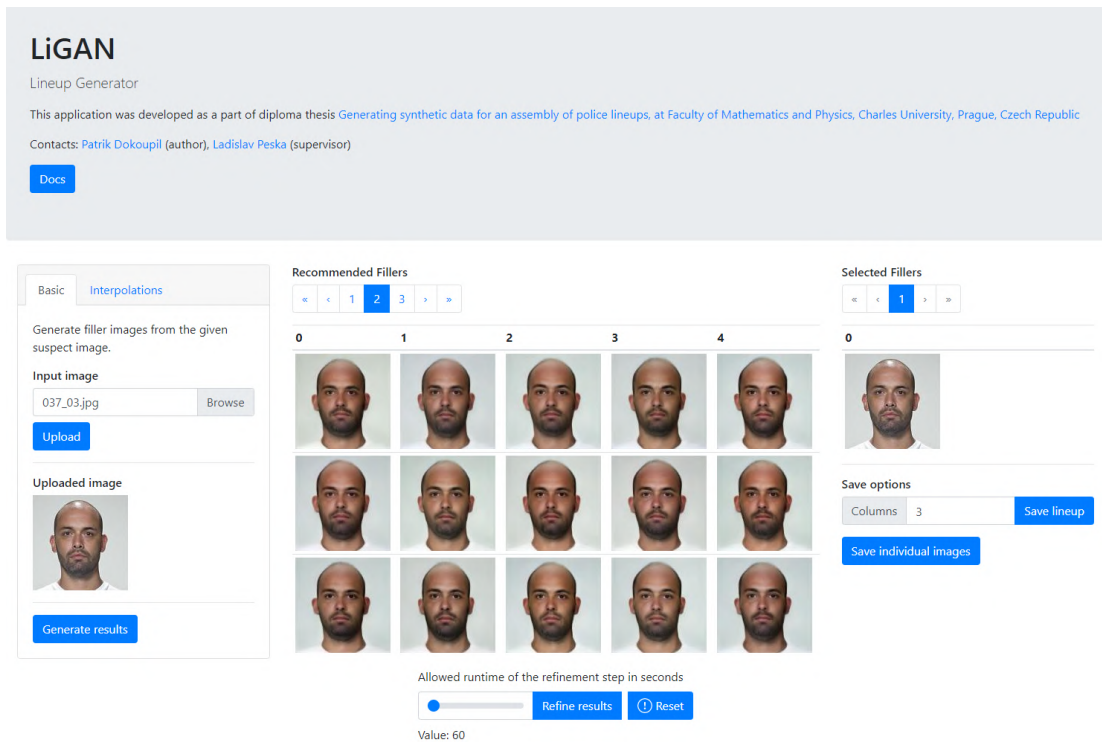 LiGAN
Lineup Generator
This application was developed as a part of diploma thesis Generating synthetic data for an assembly of police lineups, at Faculty of Mathematics and Physics, Charles University, Prague, Czech Republic
Contacts: Patrik Dokoupil (author), Ladislav Peska (supervisor)
Docs
Basic
Interpolations
Generate filler images from the given
suspect image.
Input image
037_03.jpg
Browse
Upload
Uploaded image
Generate results
Recommended Fillers
« ‹ 1 2 3 › »
0 1 2 3 4
Allowed runtime of the refinement step in seconds
Refine results
Reset
Value: 60
Selected Fillers
« ‹ 1 › »
0
Save options
Columns 3
Save lineup
Save individual images